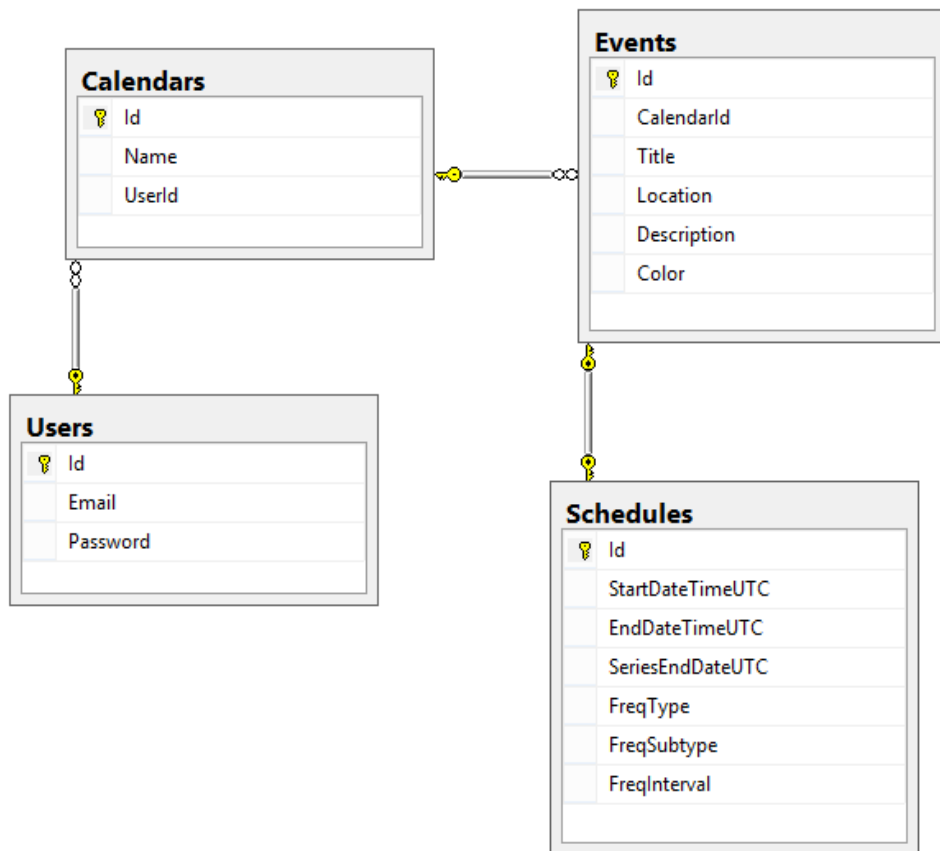 Calendars
Id
Name
UserId
Events
Id
CalendarId
Title
Location
Description
Color
Users
Id
Email
Password
Schedules
Id
StartDateTimeUTC
EndDateTimeUTC
SeriesEndDateUTC
FreqType
FreqSubtype
FreqInterval